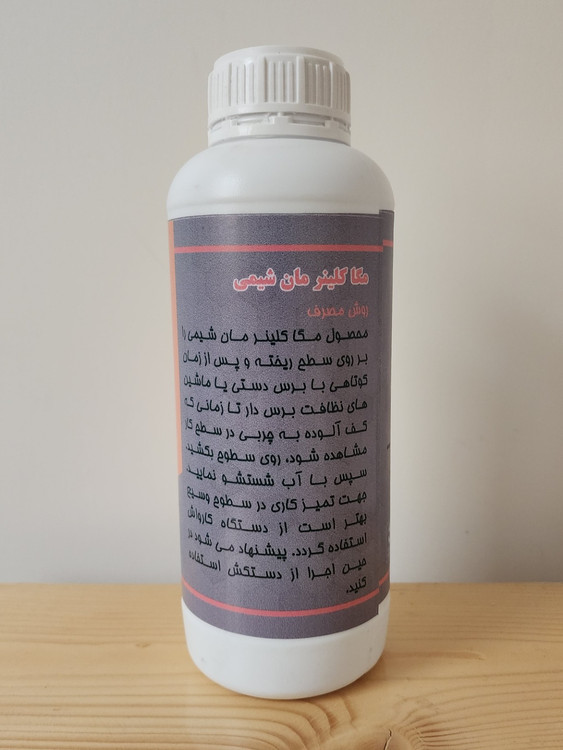 مگا کلینر مان شیمی
روش مصرف
محصول مگا کلینر مان شیمی را
بر روی سطح ریخته و پس از زمان
کوتاهی با برس دستی یا ماشین
های نظافت برس دار تا زمانی که
کف آلوده به چربی در سطح کار
مشاهده شود، روی سطوح بکشید.
سپس با آب شستشو نمایید.
جهت تمیز کاری در سطوح وسیع
بهتر است از دستگاه کارواش
استفاده گردد. پیشنهاد می شود در
حین اجرا از دستکش استفاده
کنید.